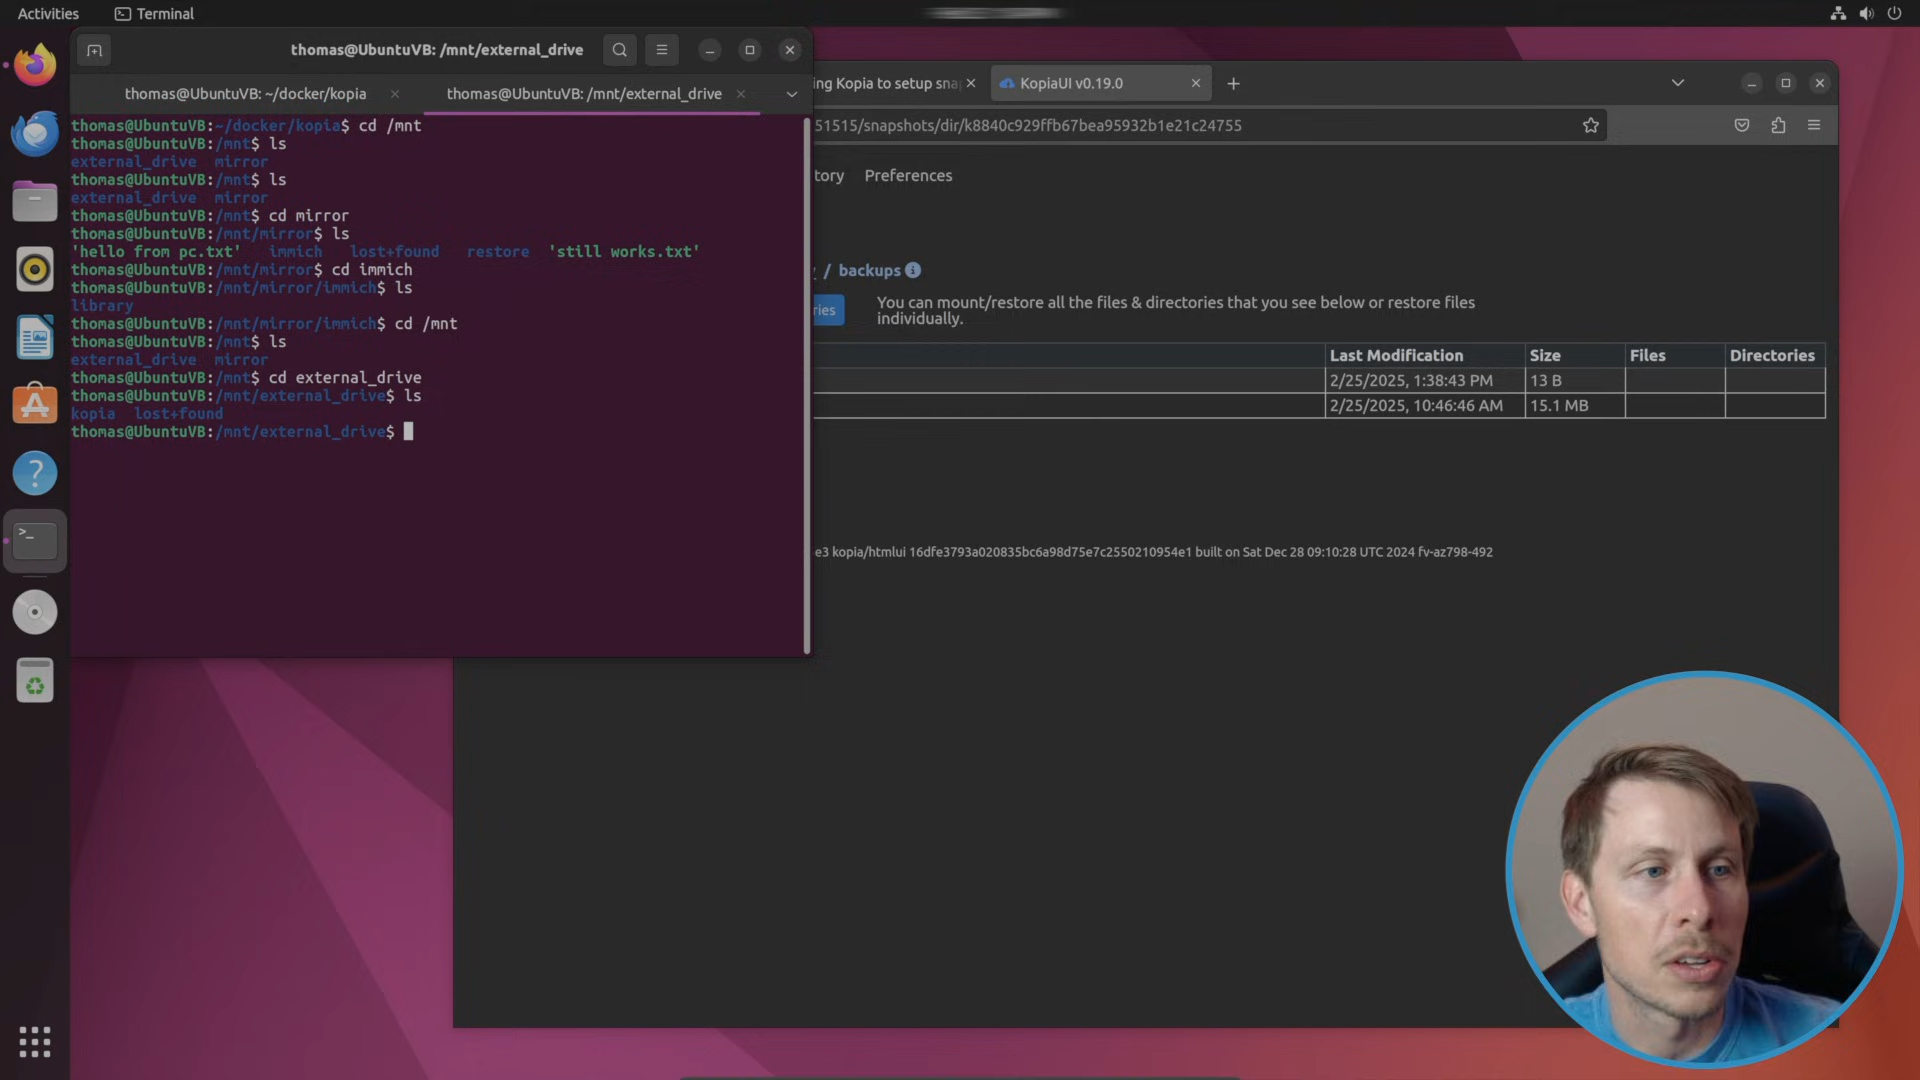 Activities
Terminal
thomas@UbuntuVB: /mnt/external_drive
thomas@UbuntuVB: ~/docker/kopia
thomas@UbuntuVB: /mnt/external_drive
thomas@UbuntuVB:~/docker/kopia$ cd /mnt
thomas@UbuntuVB:/mnt$ ls
external_drive mirror
thomas@UbuntuVB:/mnt$ ls
external_drive mirror
thomas@UbuntuVB:/mnt$ cd mirror
thomas@UbuntuVB:/mnt/mirror$ ls
'hello from pc.txt' immich lost+found restore 'still works.txt'
thomas@UbuntuVB:/mnt/mirror$ cd immich
thomas@UbuntuVB:/mnt/mirror/immich$ ls
library
thomas@UbuntuVB:/mnt/mirror/immich$ cd /mnt
thomas@UbuntuVB:/mnt$ ls
external_drive mirror
thomas@UbuntuVB:/mnt$ cd external_drive
thomas@UbuntuVB:/mnt/external_drive$ ls
kopia lost+found
thomas@UbuntuVB:/mnt/external_drive$
ing Kopia to setup sna
KopiaUI v0.19.0
51515/snapshots/dir/k8840c929ffb67bea95932b1e21c24755
tory Preferences
/ backups
ries
You can mount/restore all the files & directories that you see below or restore files
individually.
Last Modification Size Files Directories
2/25/2025, 1:38:43 PM 13 B
2/25/2025, 10:46:46 AM 15.1 MB
e3 kopia/htmlui 16dfe3793a020835bc6a98d75e7c2550210954e1 built on Sat Dec 28 09:10:28 UTC 2024 fv-az798-492